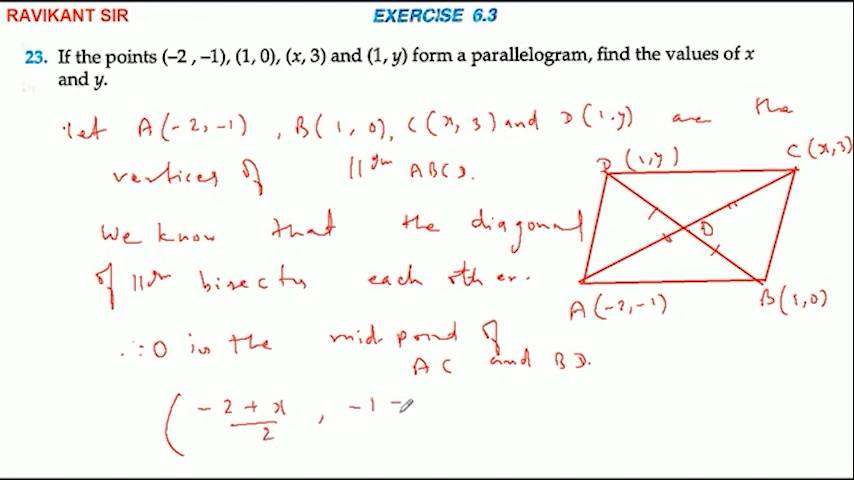 RAVIKANT SIR
EXERCISE 6.3
23. If the points (–2 , –1), (1, 0), (x, 3) and (1, y) form a parallelogram, find the values of x
and y.
let A(-2,-1) , B(1, 0), C(x, 3) and D(1,y) are the
vertices of ||gm ABCD.
D (1,y)
C (x,3)
We know that the diagonal
O
of ||gm bisects each other.
A (-2,-1)
B(1,0)
∴ O is the mid point of
AC and BD.
( -2 + x
2 , -1 -